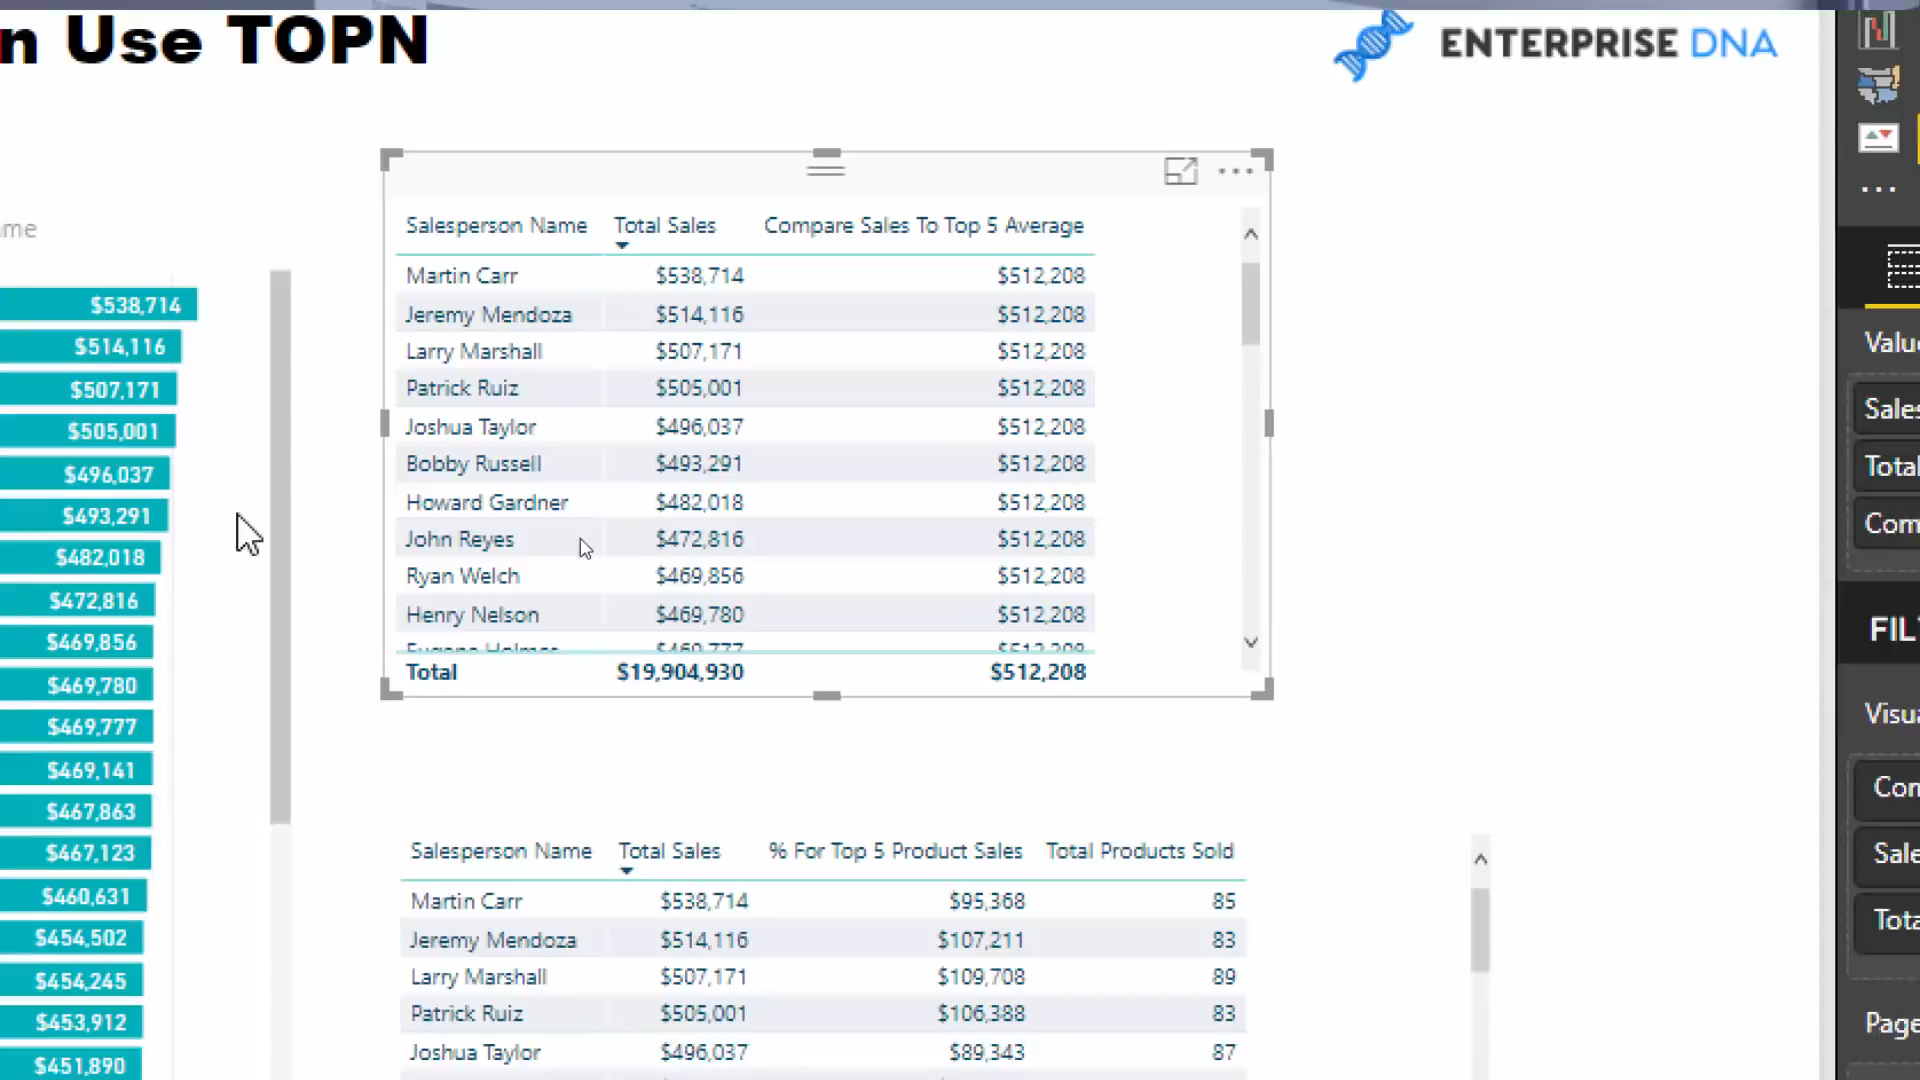 n Use TOPN
ENTERPRISE DNA
me
$538,714
$514,116
$507,171
$505,001
$496,037
$493,291
$482,018
$472,816
$469,856
$469,780
$469,777
$469,141
$467,863
$467,123
$460,631
$454,502
$454,245
$453,912
$451,890
Salesperson Name Total Sales Compare Sales To Top 5 Average
Martin Carr $538,714 $512,208
Jeremy Mendoza $514,116 $512,208
Larry Marshall $507,171 $512,208
Patrick Ruiz $505,001 $512,208
Joshua Taylor $496,037 $512,208
Bobby Russell $493,291 $512,208
Howard Gardner $482,018 $512,208
John Reyes $472,816 $512,208
Ryan Welch $469,856 $512,208
Henry Nelson $469,780 $512,208
Eugene Holmes $469,777 $512,208
Total $19,904,930 $512,208
Salesperson Name Total Sales % For Top 5 Product Sales Total Products Sold
Martin Carr $538,714 $95,368 85
Jeremy Mendoza $514,116 $107,211 83
Larry Marshall $507,171 $109,708 89
Patrick Ruiz $505,001 $106,388 83
Joshua Taylor $496,037 $89,343 87
Value
Sales
Total
Com
FIL
Visua
Com
Sale
Tota
Page